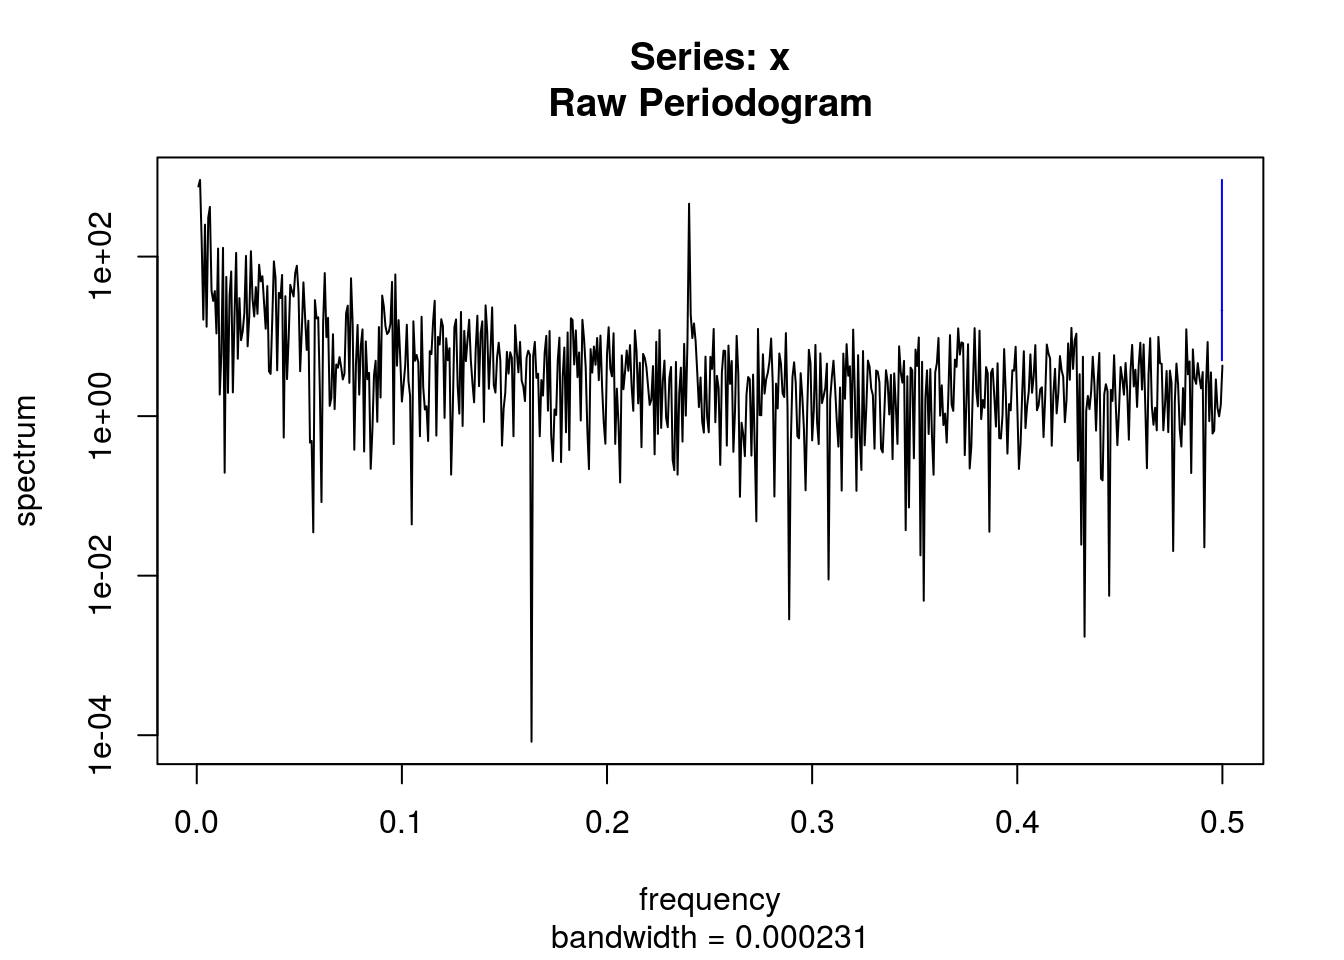 Series: x
Raw Periodogram
spectrum
1e+02
1e+00
1e-02
1e-04
0.0 0.1 0.2 0.3 0.4 0.5
frequency
bandwidth = 0.000231